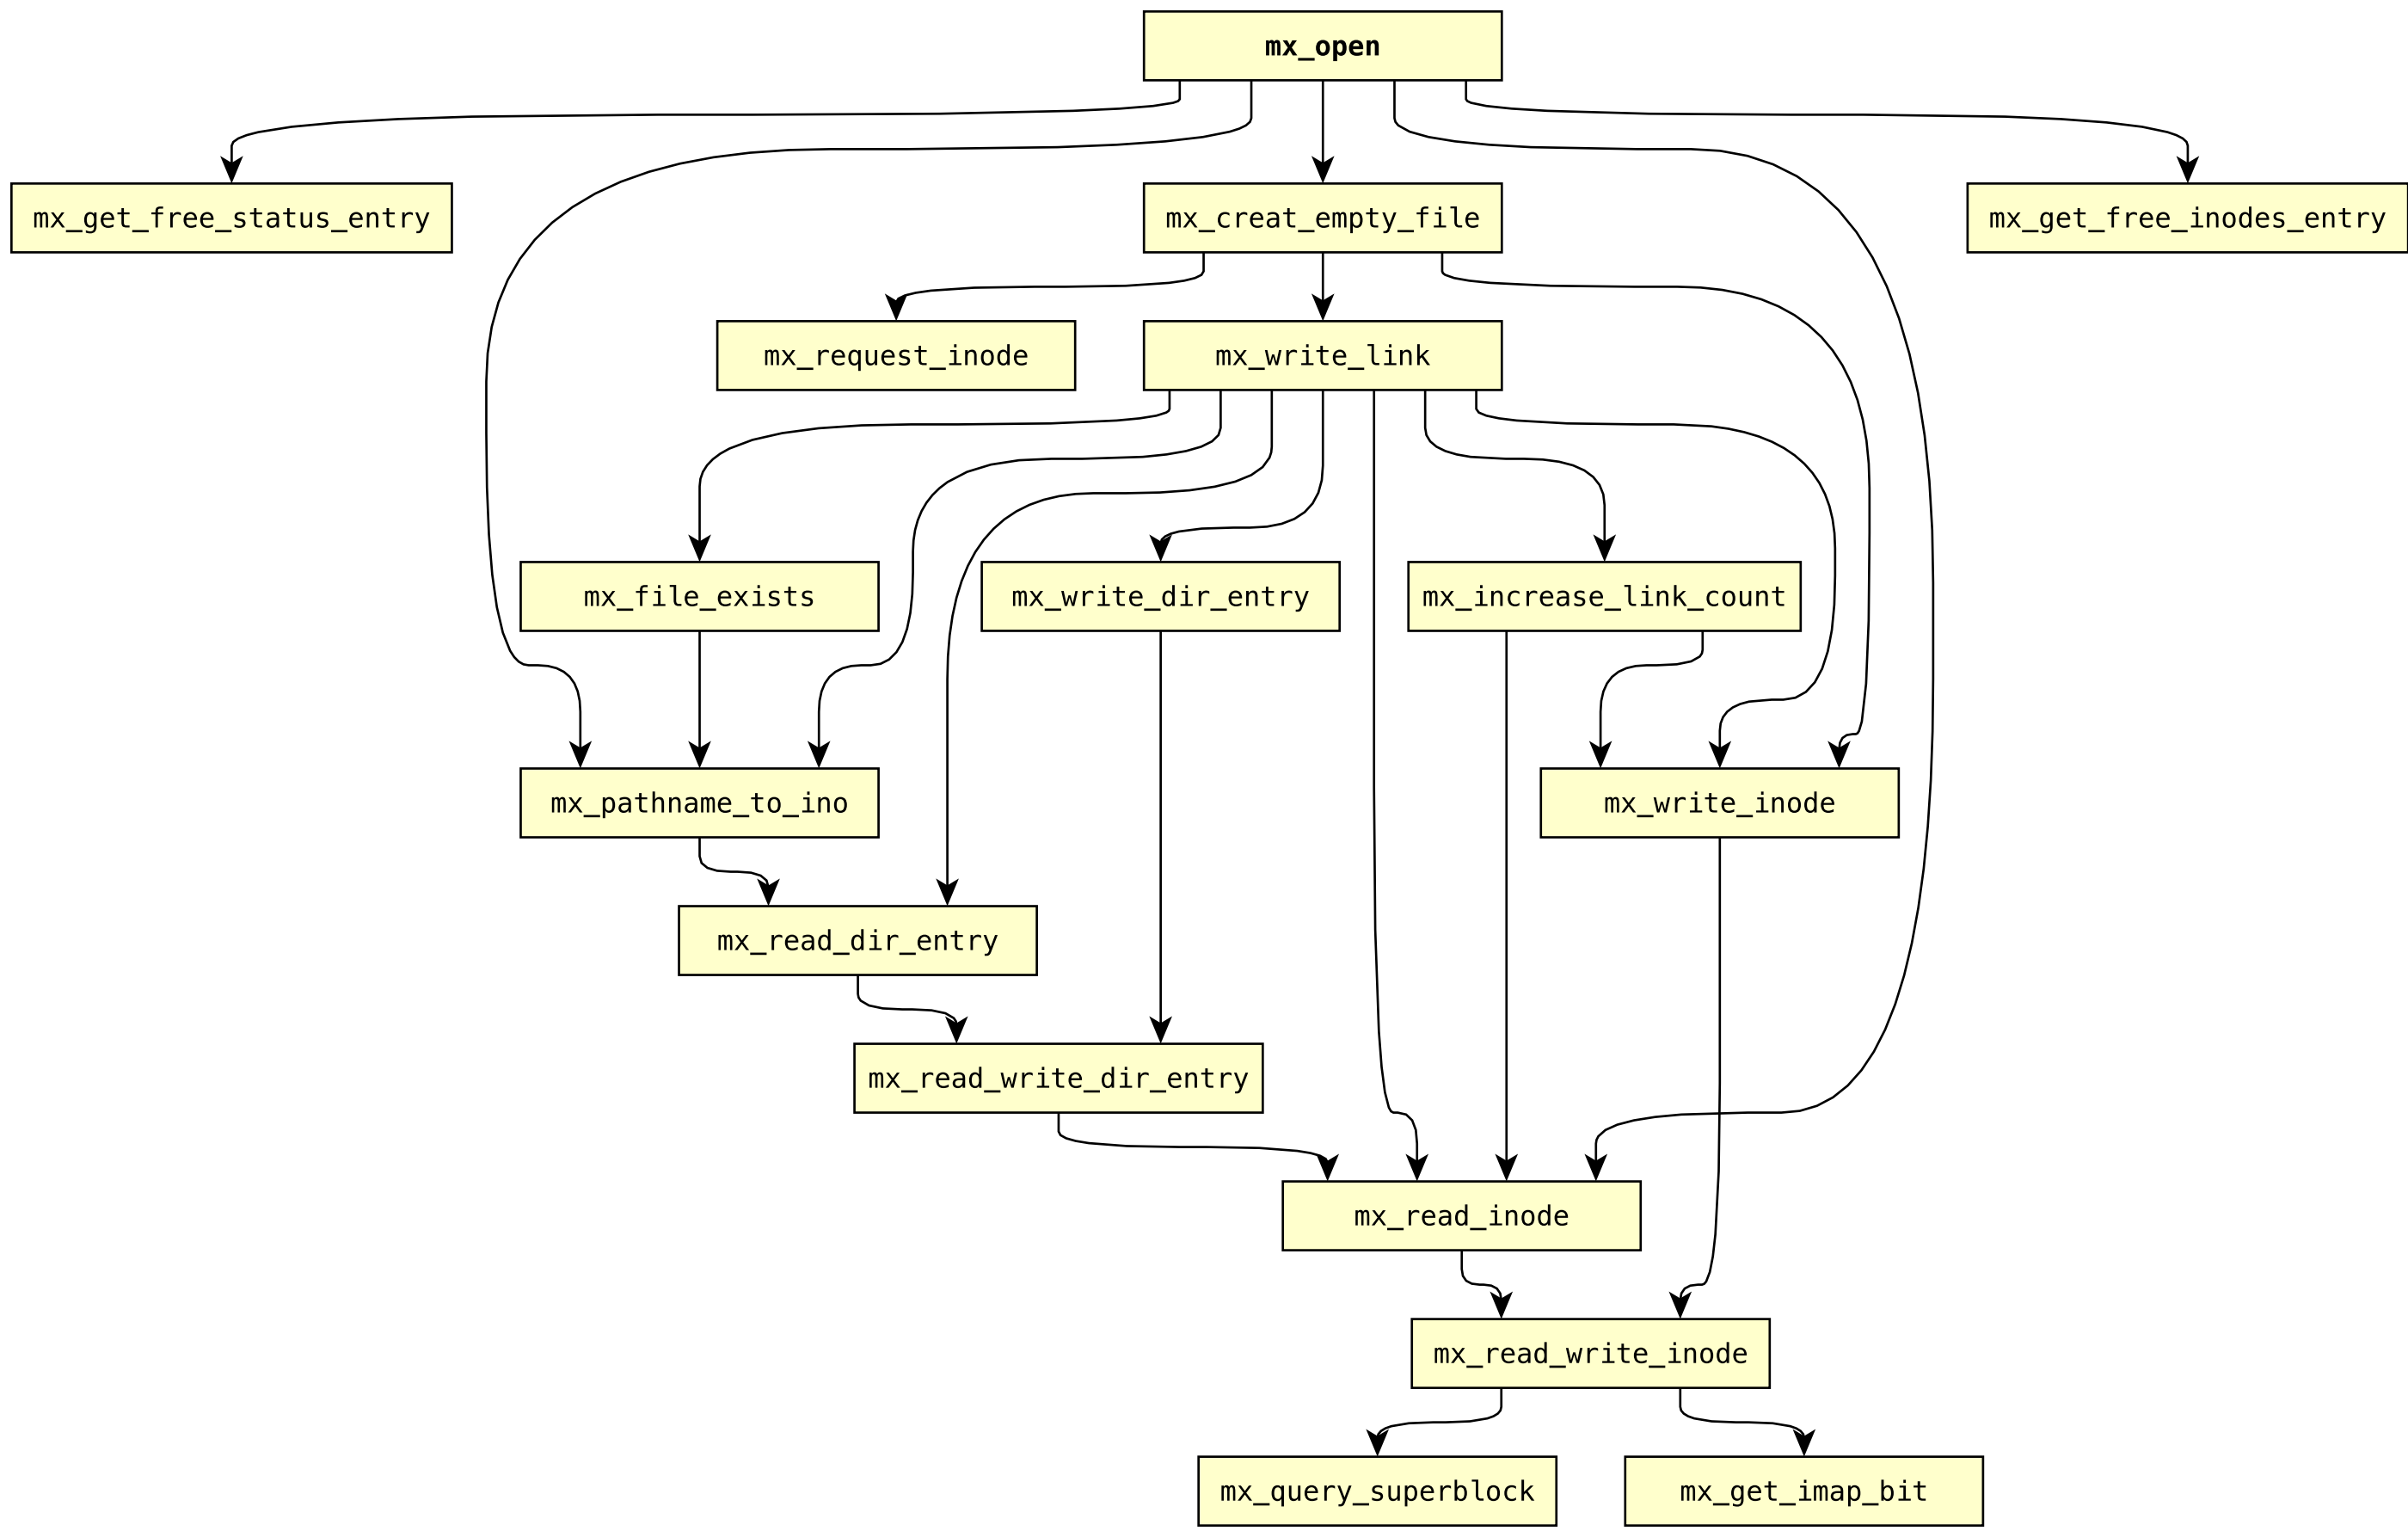 mx_open
mx_get_free_status_entry
mx_creat_empty_file
mx_get_free_inodes_entry
mx_request_inode
mx_write_link
mx_file_exists
mx_write_dir_entry
mx_increase_link_count
mx_pathname_to_ino
mx_write_inode
mx_read_dir_entry
mx_read_write_dir_entry
mx_read_inode
mx_read_write_inode
mx_query_superblock
mx_get_imap_bit